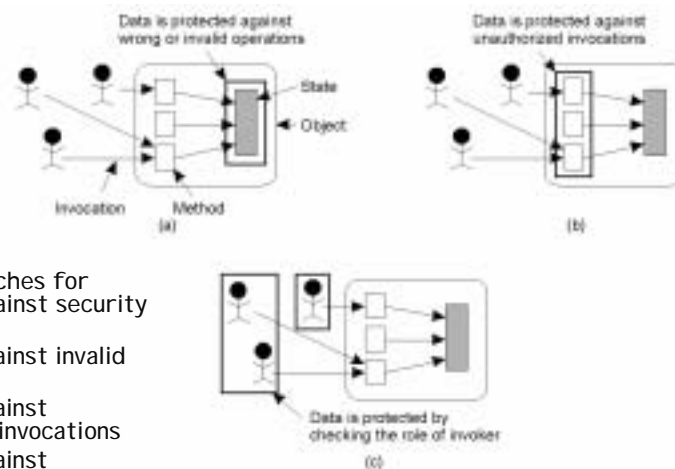 Data is protected against
wrong or invalid operations
State
Object
Invocation
Method
(a)
Data is protected against
unauthorized invocations
(b)
ches for
ainst security
ainst invalid
ainst
invocations
ainst
Data is protected by
checking the role of invoker
(c)